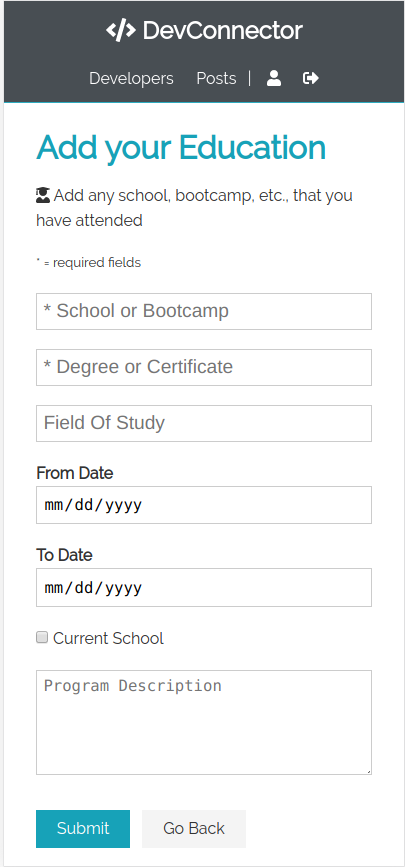 </> DevConnector
Developers Posts |
Add your Education
Add any school, bootcamp, etc., that you
have attended
* = required fields
* School or Bootcamp
* Degree or Certificate
Field Of Study
From Date
mm/dd/yyyy
To Date
mm/dd/yyyy
Current School
Program Description
Submit Go Back